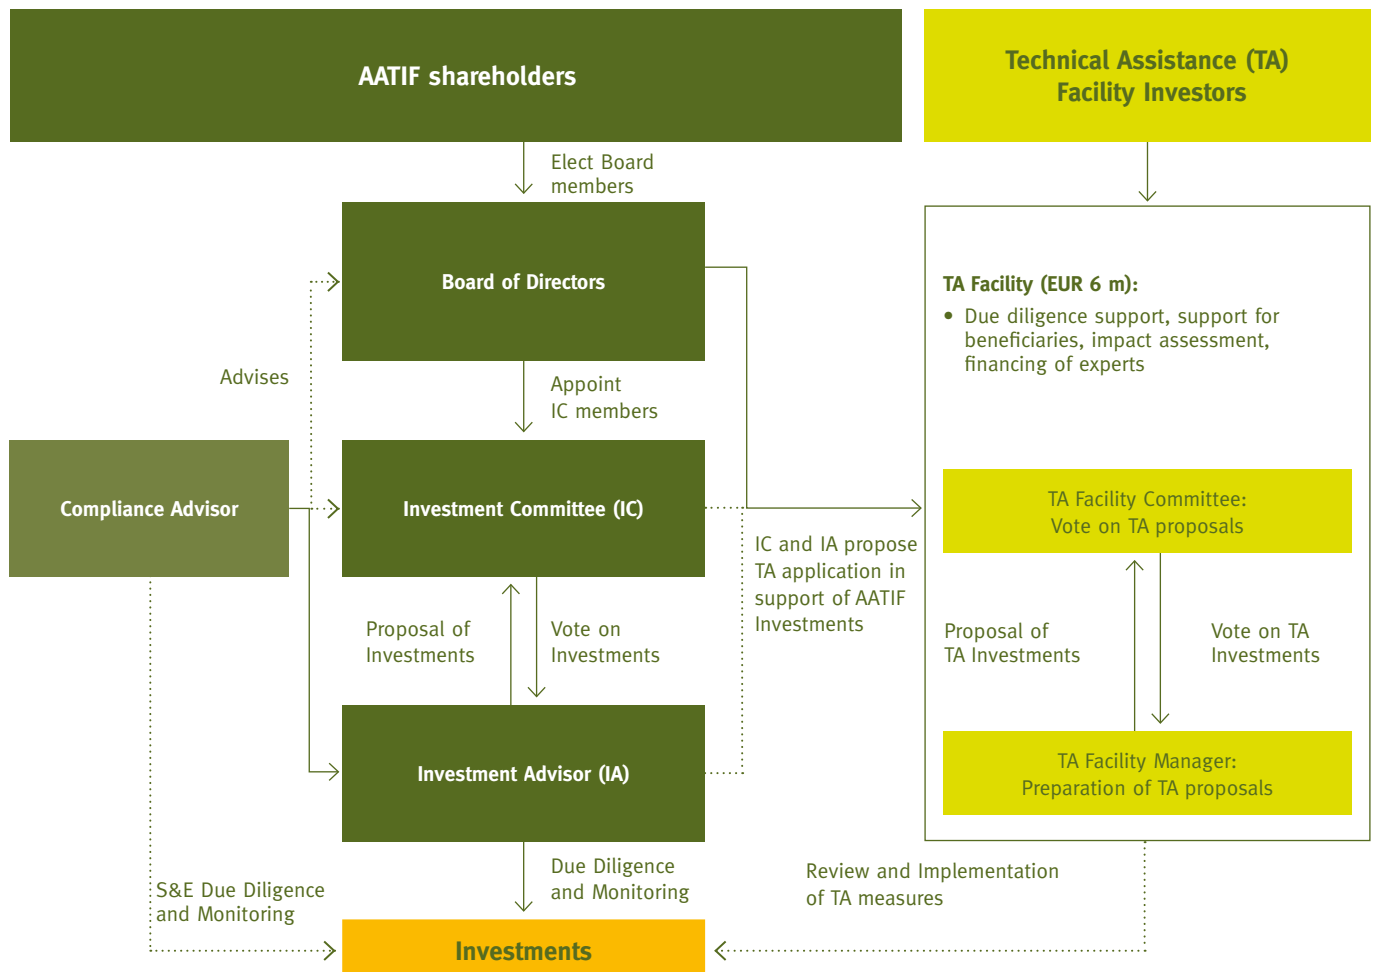 AATIF shareholders
Technical Assistance (TA)
Facility Investors
Elect Board
members
Board of Directors
TA Facility (EUR 6 m):
• Due diligence support, support for
beneficiaries, impact assessment,
financing of experts
Advises
Appoint
IC members
Compliance Advisor
Investment Committee (IC)
TA Facility Committee:
Vote on TA proposals
IC and IA propose
TA application in
support of AATIF
Investments
Proposal of
Investments
Vote on
Investments
Proposal of
TA Investments
Vote on TA
Investments
Investment Advisor (IA)
TA Facility Manager:
Preparation of TA proposals
S&E Due Diligence
and Monitoring
Due Diligence
and Monitoring
Review and Implementation
of TA measures
Investments